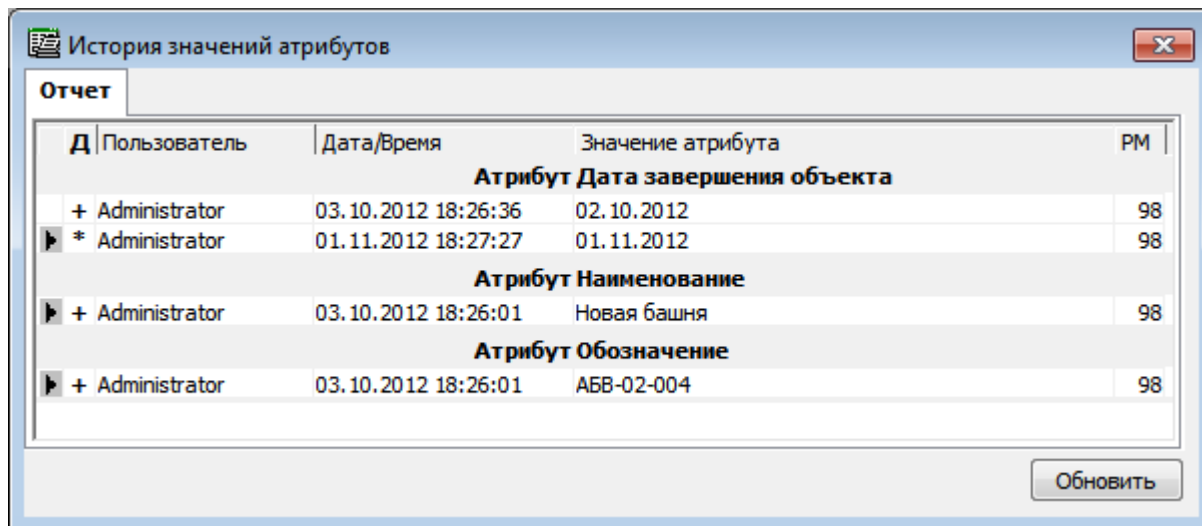 История значений атрибутов
Отчет
Д Пользователь Дата/Время Значение атрибута РМ
Атрибут Дата завершения объекта
+ Administrator 03.10.2012 18:26:36 02.10.2012 98
* Administrator 01.11.2012 18:27:27 01.11.2012 98
Атрибут Наименование
+ Administrator 03.10.2012 18:26:01 Новая башня 98
Атрибут Обозначение
+ Administrator 03.10.2012 18:26:01 АБВ-02-004 98
Обновить